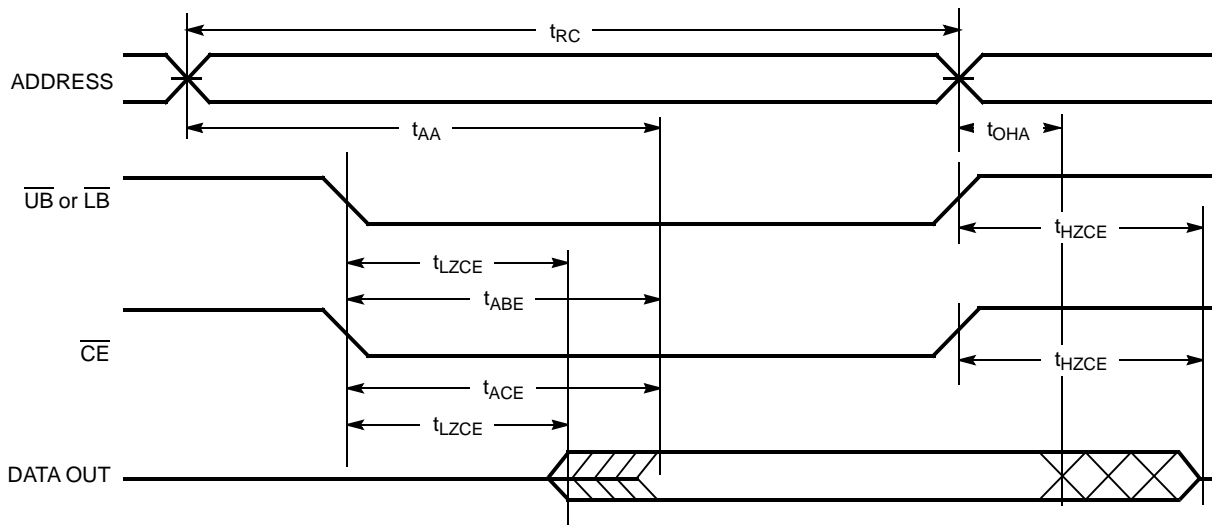 tRC
ADDRESS
tAA
tOHA
UB or LB
tHZCE
tLZCE
tABE
CE
tHZCE
tACE
tLZCE
DATA OUT